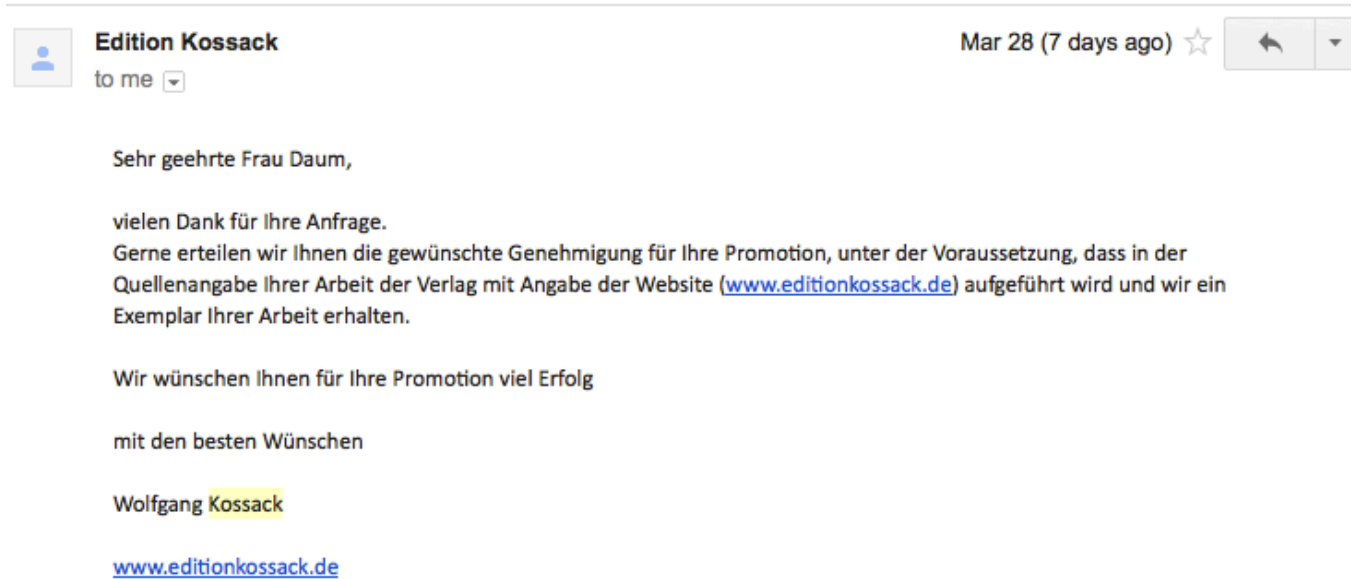 Edition Kossack
Mar 28 (7 days ago)
to me
Sehr geehrte Frau Daum,
vielen Dank für Ihre Anfrage.
Gerne erteilen wir Ihnen die gewünschte Genehmigung für Ihre Promotion, unter der Voraussetzung, dass in der
Quellenangabe Ihrer Arbeit der Verlag mit Angabe der Website (www.editionkossack.de) aufgeführt wird und wir ein
Exemplar Ihrer Arbeit erhalten.
Wir wünschen Ihnen für Ihre Promotion viel Erfolg
mit den besten Wünschen
Wolfgang Kossack
www.editionkossack.de